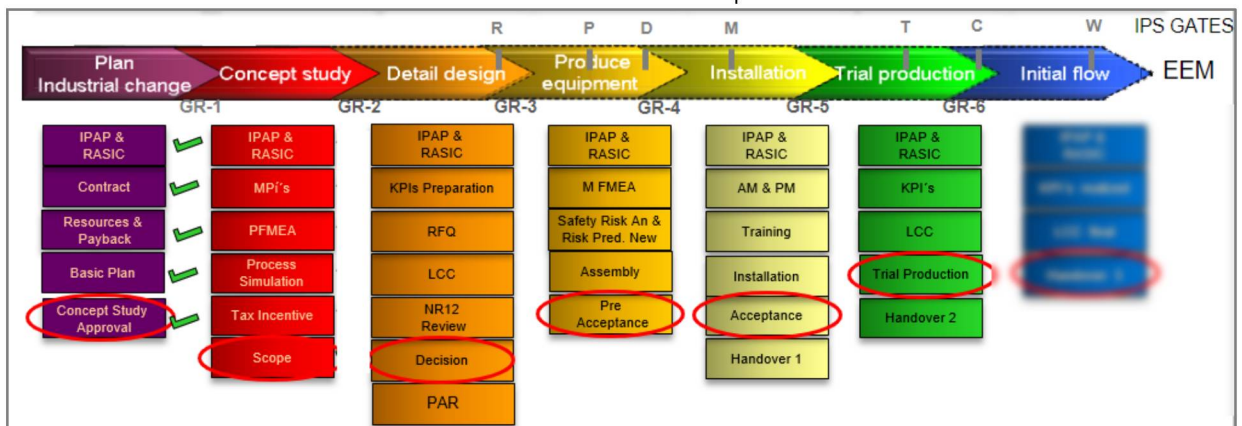 R P D M T C W IPS GATES
Plan
Industrial change
Concept study
Detail design
Produce
equipment
Installation
Trial production
Initial flow
EEM
GR-1 GR-2 GR-3 GR-4 GR-5 GR-6
IPAP &
RASIC
Contract
Resources &
Payback
Basic Plan
Concept Study
Approval
IPAP &
RASIC
MPí´s
PFMEA
Process
Simulation
Tax Incentive
Scope
IPAP &
RASIC
KPIs Preparation
RFQ
LCC
NR12
Review
Decision
PAR
IPAP &
RASIC
M FMEA
Safety Risk An &
Risk Pred. New
Assembly
Pre
Acceptance
IPAP &
RASIC
AM & PM
Training
Installation
Acceptance
Handover 1
IPAP &
RASIC
KPI´s
LCC
Trial Production
Handover 2